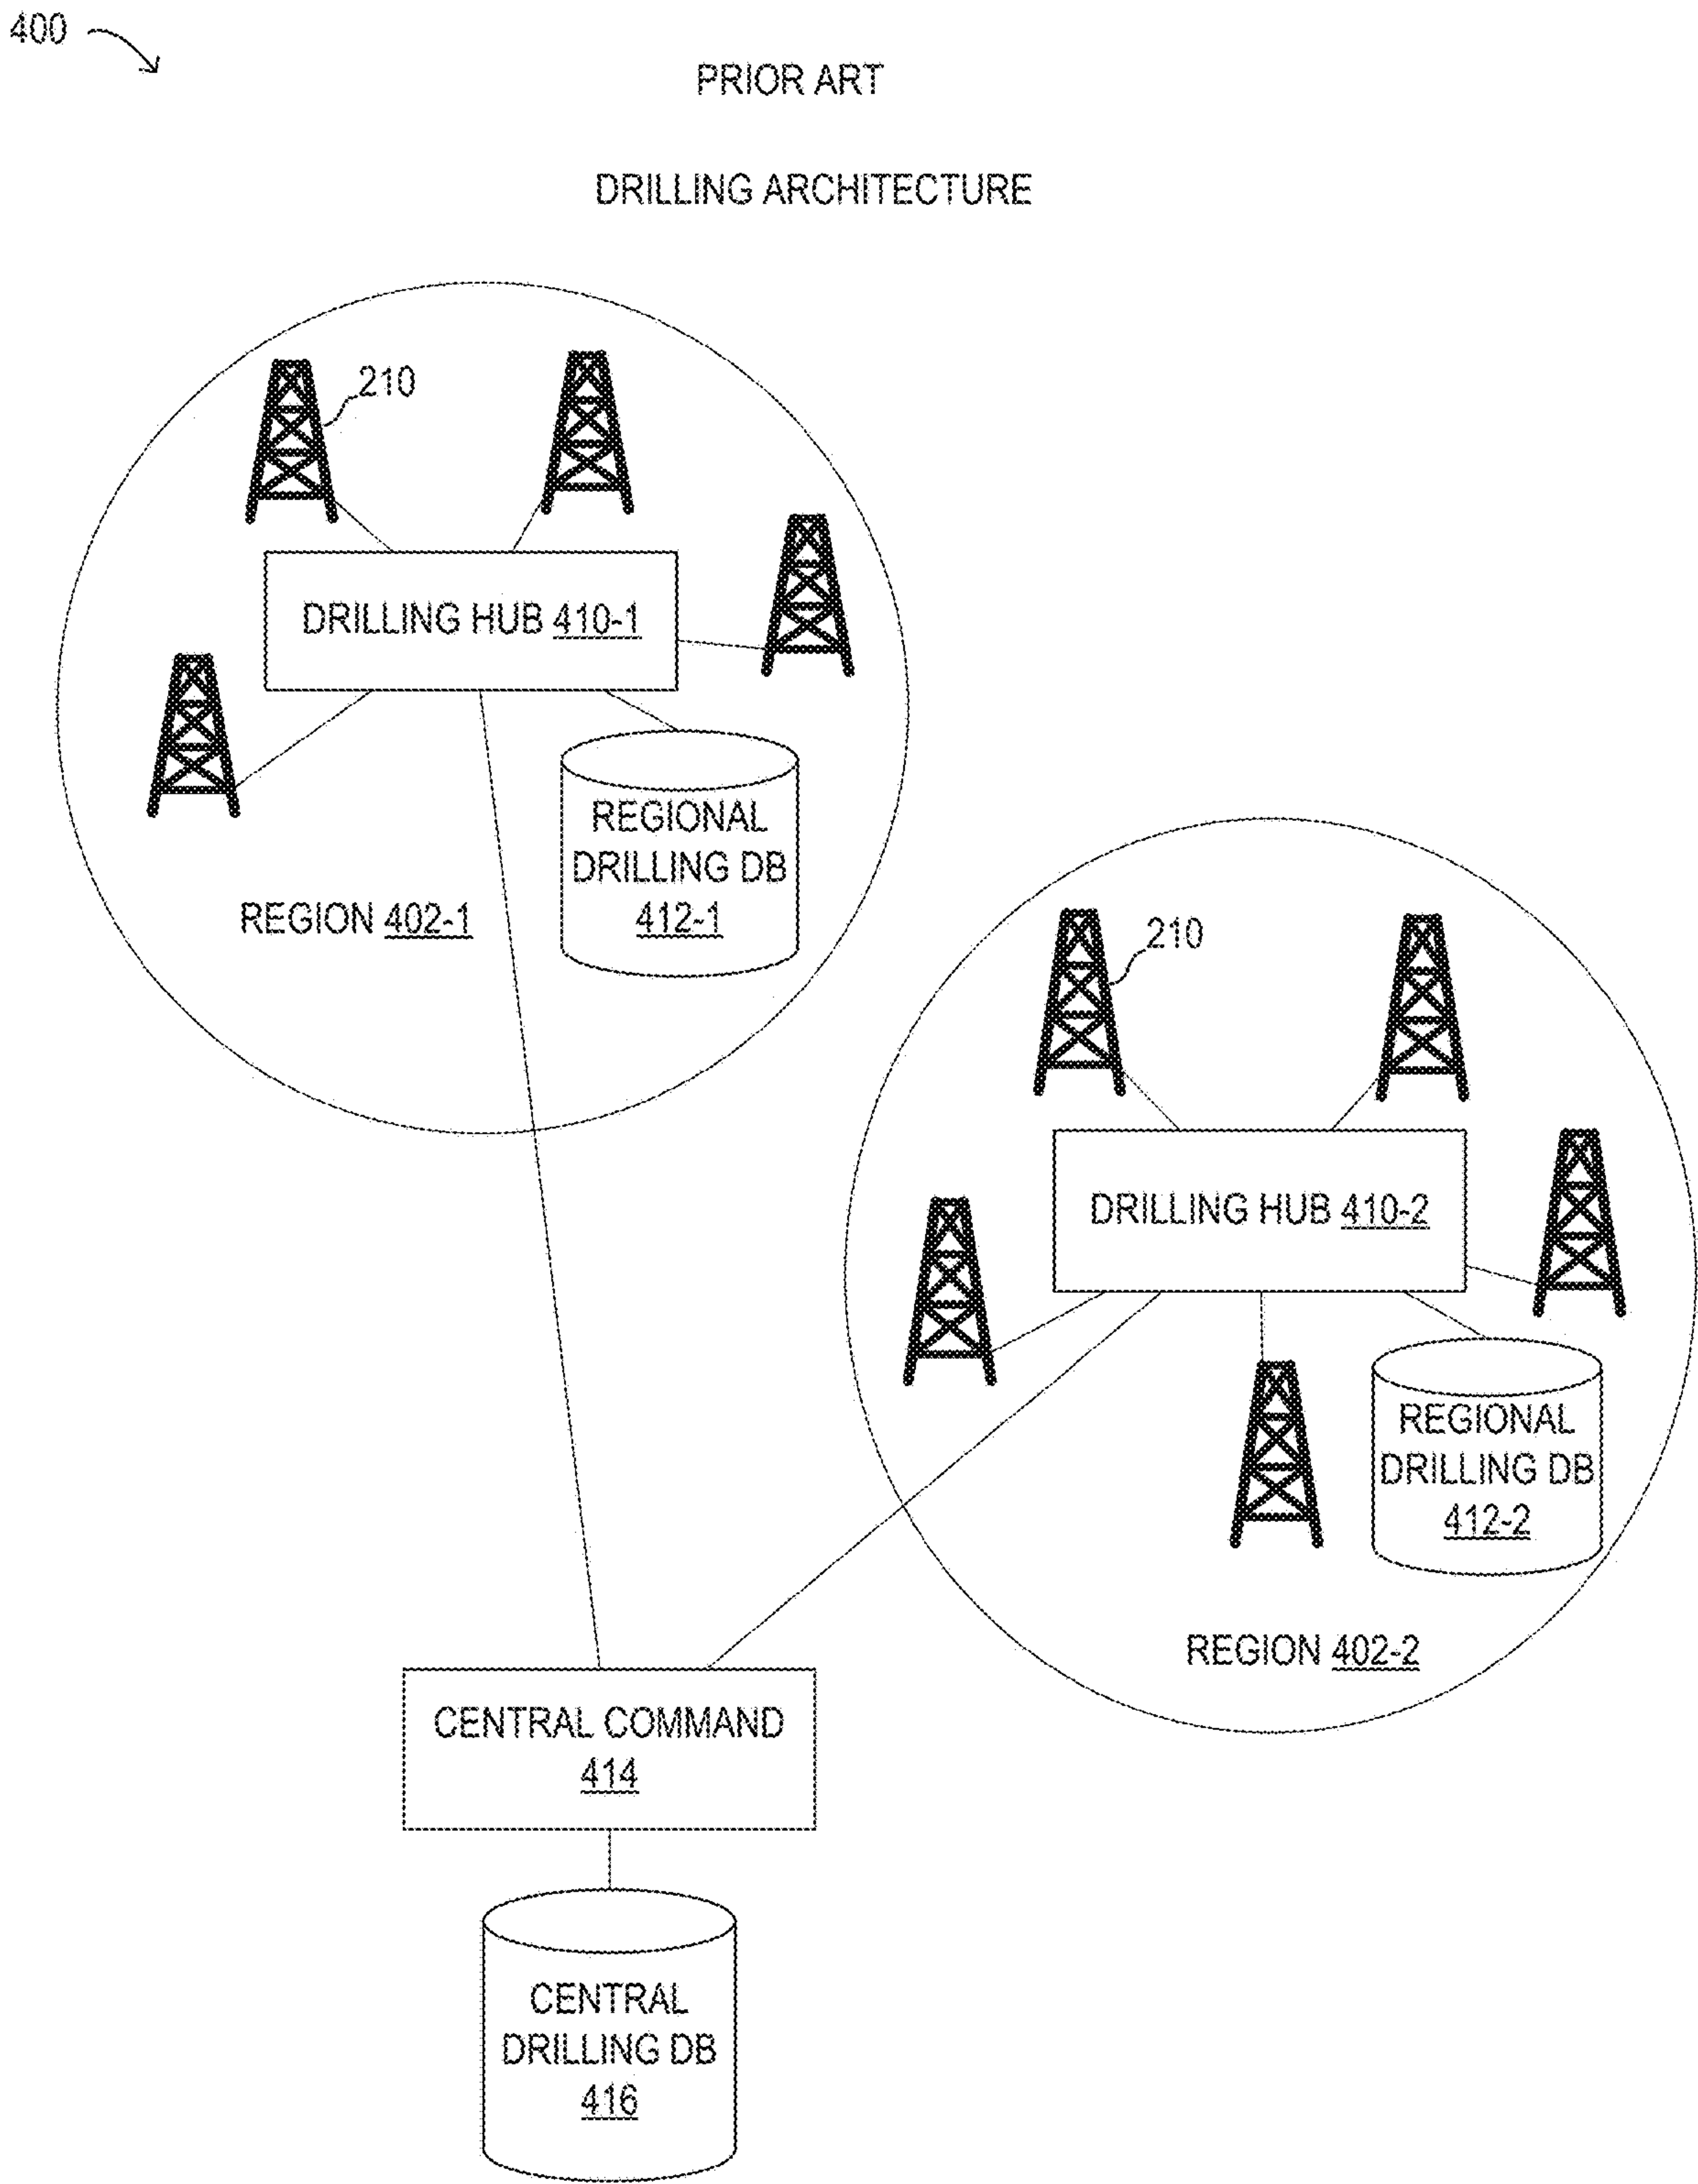 400
PRIOR ART
DRILLING ARCHITECTURE
210
DRILLING HUB 410-1
REGIONAL
DRILLING DB
412-1
REGION 402-1
210
DRILLING HUB 410-2
REGIONAL
DRILLING DB
412-2
REGION 402-2
CENTRAL COMMAND
414
CENTRAL
DRILLING DB
416